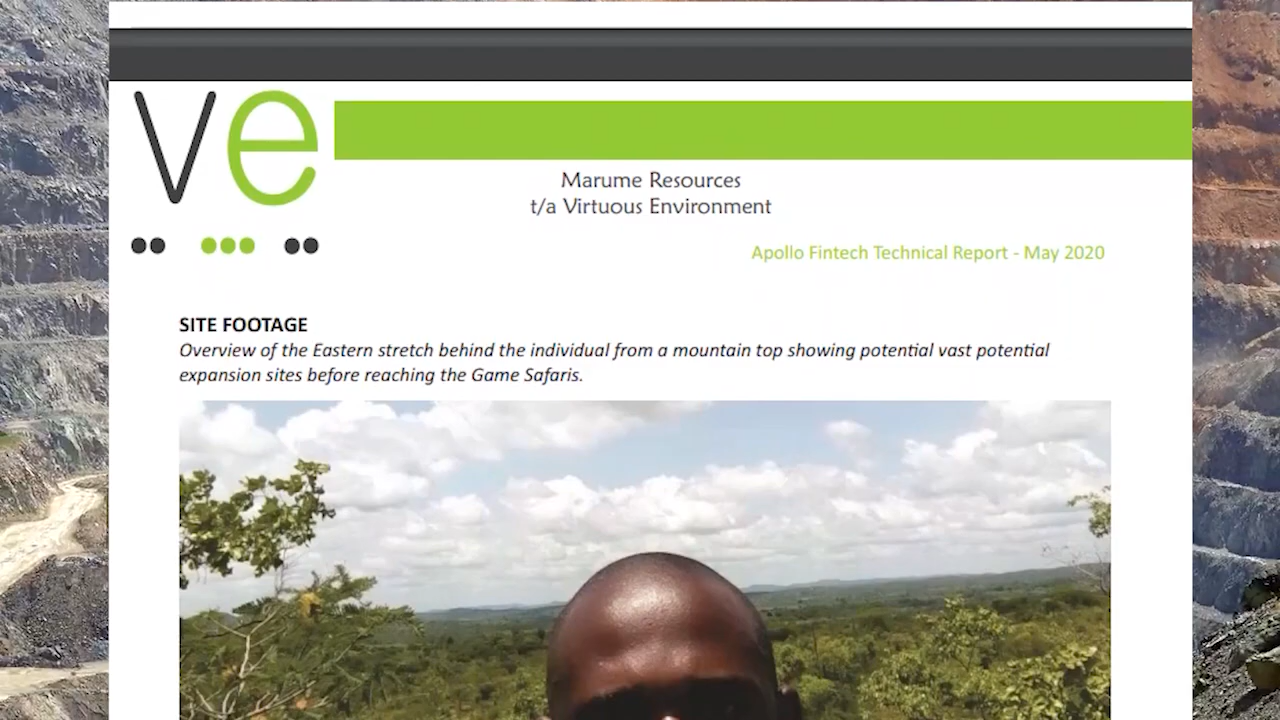 ve
Marume Resources
t/a Virtuous Environment
Apollo Fintech Technical Report - May 2020
SITE FOOTAGE
Overview of the Eastern stretch behind the individual from a mountain top showing potential vast potential
expansion sites before reaching the Game Safaris.